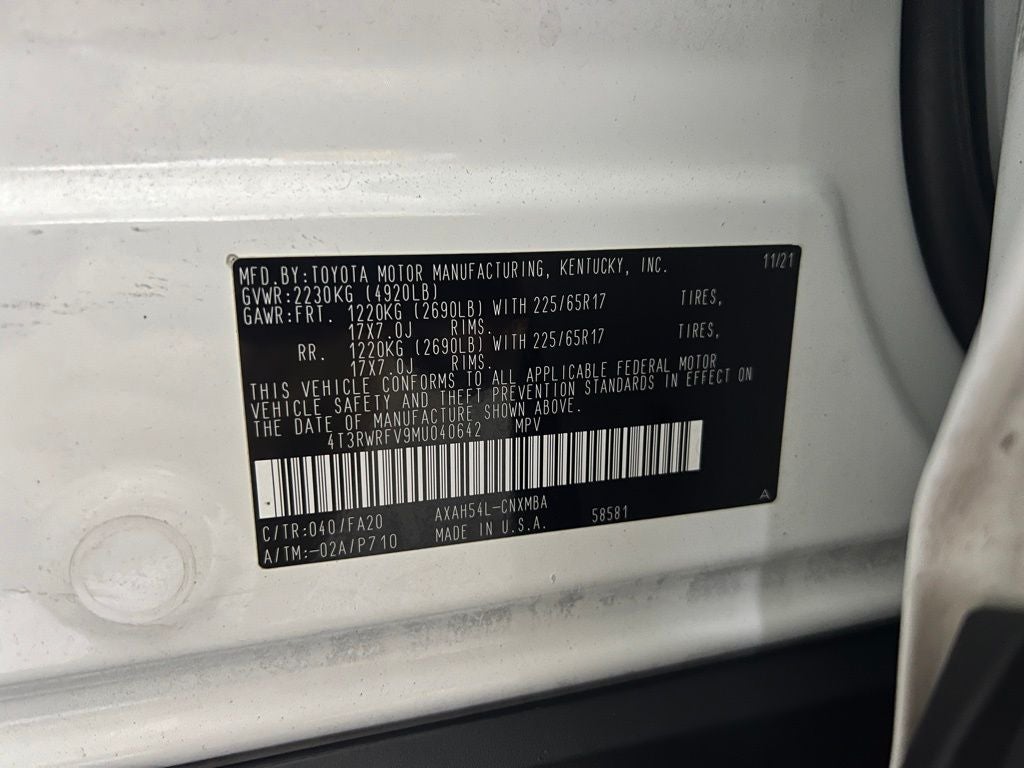 MFD.BY:TOYOTA MOTOR MANUFACTURING, KENTUCKY, INC. 11/21
GVWR:2230KG (4920LB)
GAWR:FRT. 1220KG (2690LB) WITH 225/65R17 TIRES,
17X7.0J RIMS.
RR. 1220KG (2690LB) WITH 225/65R17 TIRES,
17X7.0J RIMS.
THIS VEHICLE CONFORMS TO ALL APPLICABLE FEDERAL MOTOR
VEHICLE SAFETY AND THEFT PREVENTION STANDARDS IN EFFECT ON
THE DATE OF MANUFACTURE SHOWN ABOVE.
4T3RWRFV9MU040642 MPV
C/TR:040/FA20 AXAH54L-CNXMBA 58581 A
A/TM:-02A/P710 MADE IN U.S.A.